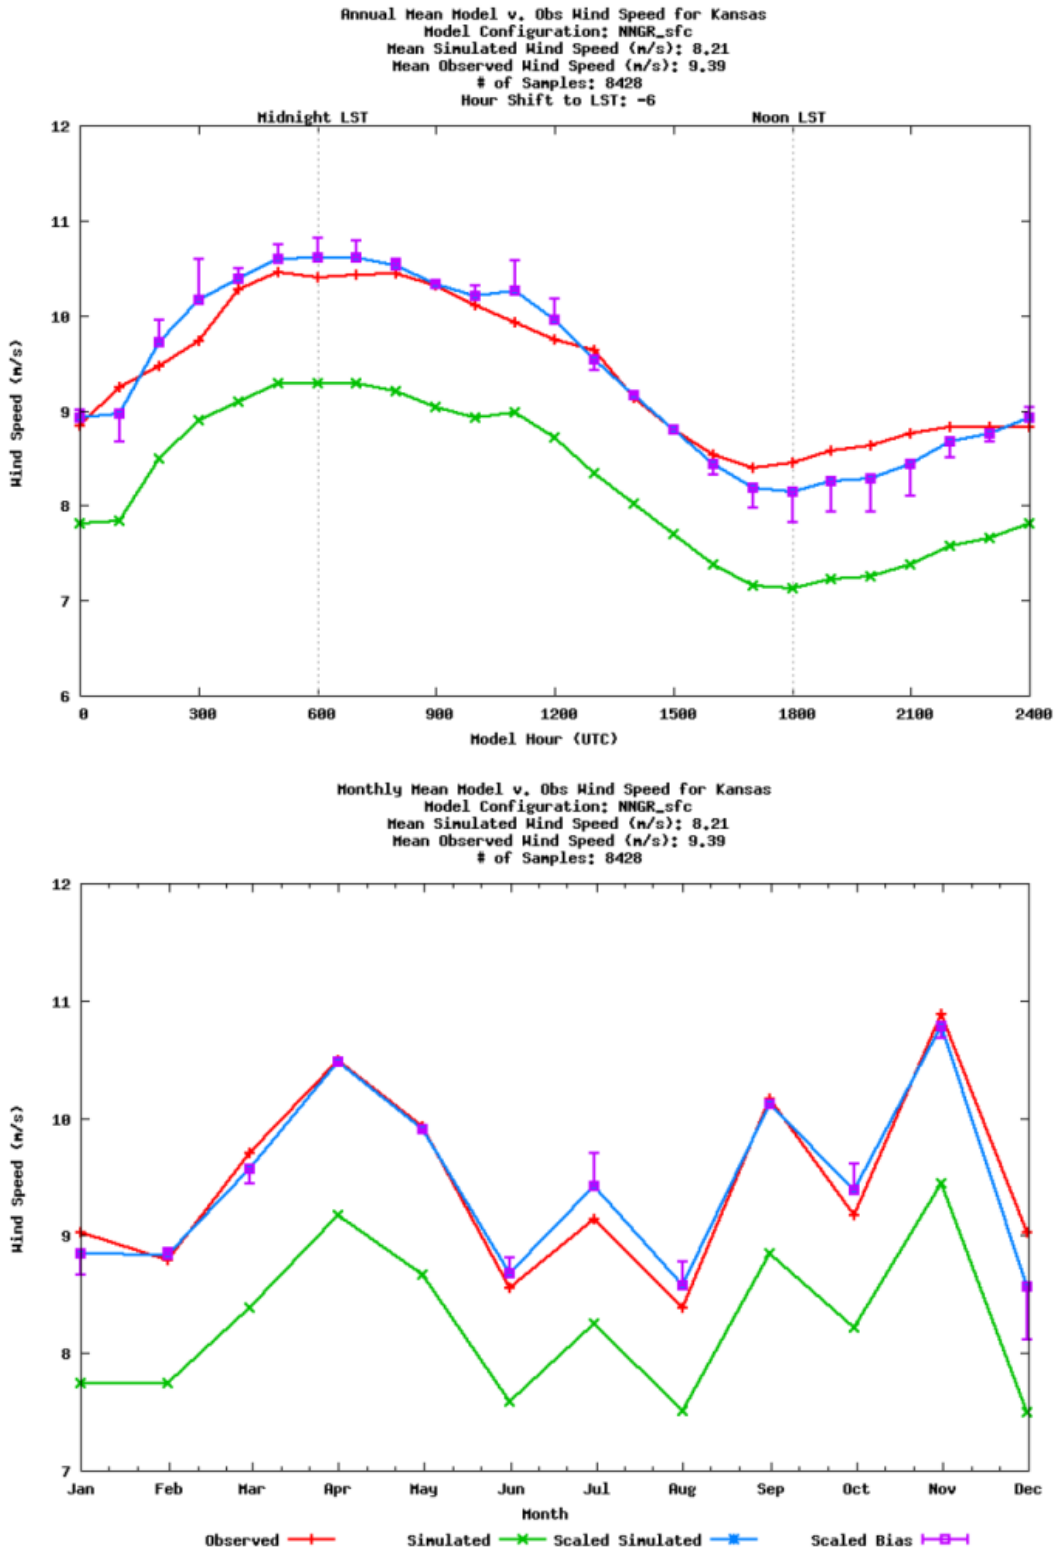 Annual Mean Model v. Obs Wind Speed for Kansas
Model Configuration: NNGR_sfc
Mean Simulated Wind Speed (m/s): 8.21
Mean Observed Wind Speed (m/s): 9.39
# of Samples: 8428
Hour Shift to LST: -6
Midnight LST Noon LST
12
11
10
9
8
7
6
Wind Speed (m/s)
0 300 600 900 1200 1500 1800 2100 2400
Model Hour (UTC)
Monthly Mean Model v. Obs Wind Speed for Kansas
Model Configuration: NNGR_sfc
Mean Simulated Wind Speed (m/s): 8.21
Mean Observed Wind Speed (m/s): 9.39
# of Samples: 8428
12
11
10
9
8
7
Wind Speed (m/s)
Jan Feb Mar Apr May Jun Jul Aug Sep Oct Nov Dec
Month
Observed Simulated Scaled Simulated Scaled Bias